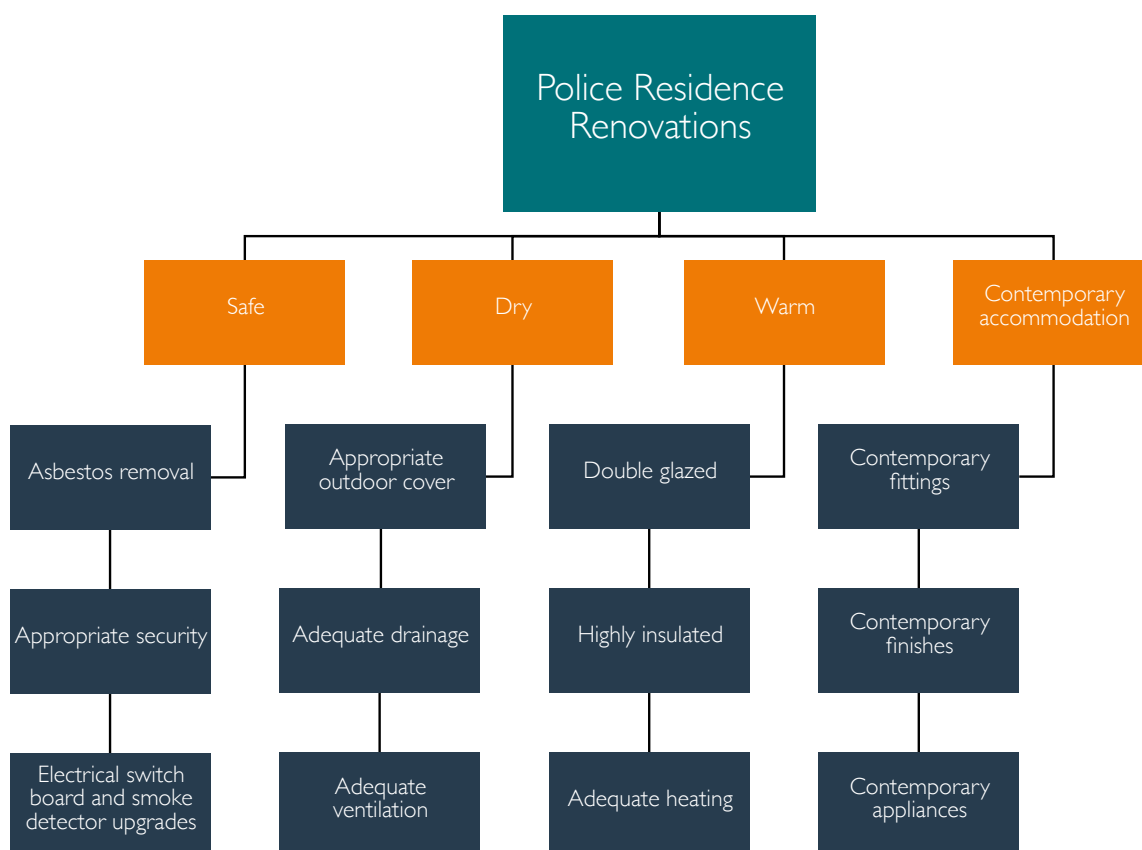 Police Residence
Renovations
Safe
Dry
Warm
Contemporary
accommodation
Asbestos removal
Appropriate
outdoor cover
Double glazed
Contemporary
fittings
Appropriate security
Adequate drainage
Highly insulated
Contemporary
finishes
Electrical switch
board and smoke
detector upgrades
Adequate
ventilation
Adequate heating
Contemporary
appliances